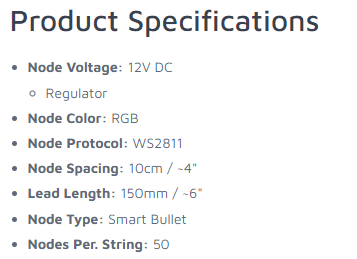 Product Specifications
Node Voltage: 12V DC
Regulator
Node Color: RGB
Node Protocol: WS2811
Node Spacing: 10cm / ~4"
Lead Length: 150mm / ~6"
Node Type: Smart Bullet
Nodes Per. String: 50